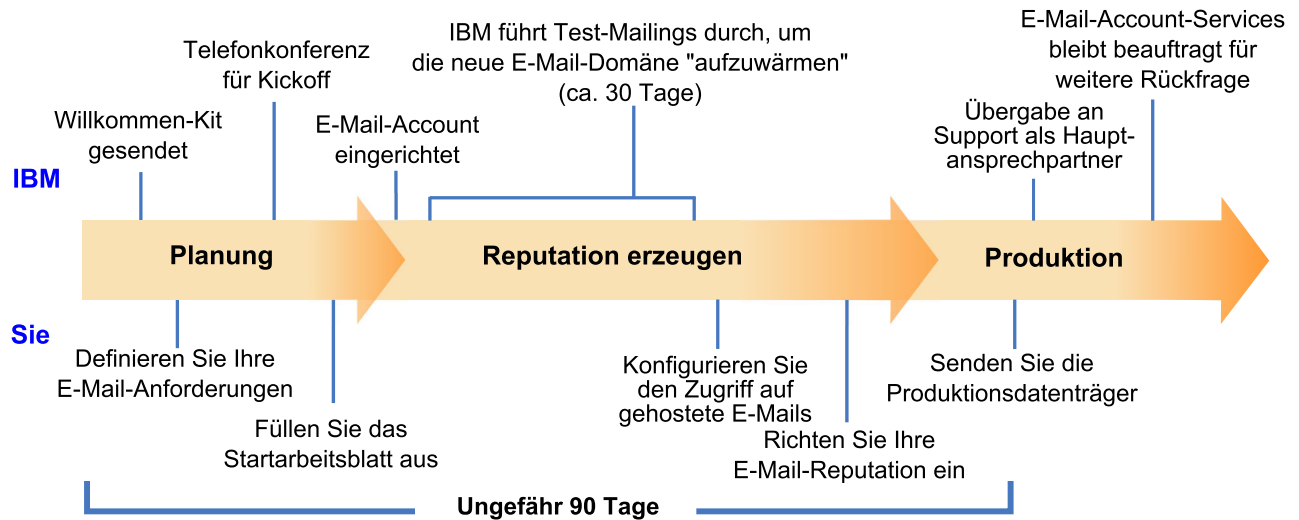 Telefonkonferenz
für Kickoff
IBM führt Test-Mailings durch, um
die neue E-Mail-Domäne "aufzuwärmen"
(ca. 30 Tage)
E-Mail-Account-Services
bleibt beauftragt für
weitere Rückfrage
Willkommen-Kit
gesendet
E-Mail-Account
eingerichtet
Übergabe an
Support als Haupt-
ansprechpartner
IBM
Planung
Reputation erzeugen
Produktion
Sie
Definieren Sie Ihre
E-Mail-Anforderungen
Füllen Sie das
Startarbeitsblatt aus
Konfigurieren Sie
den Zugriff auf
gehostete E-Mails
Richten Sie Ihre
E-Mail-Reputation ein
Senden Sie die
Produktionsdatenträger
Ungefähr 90 Tage